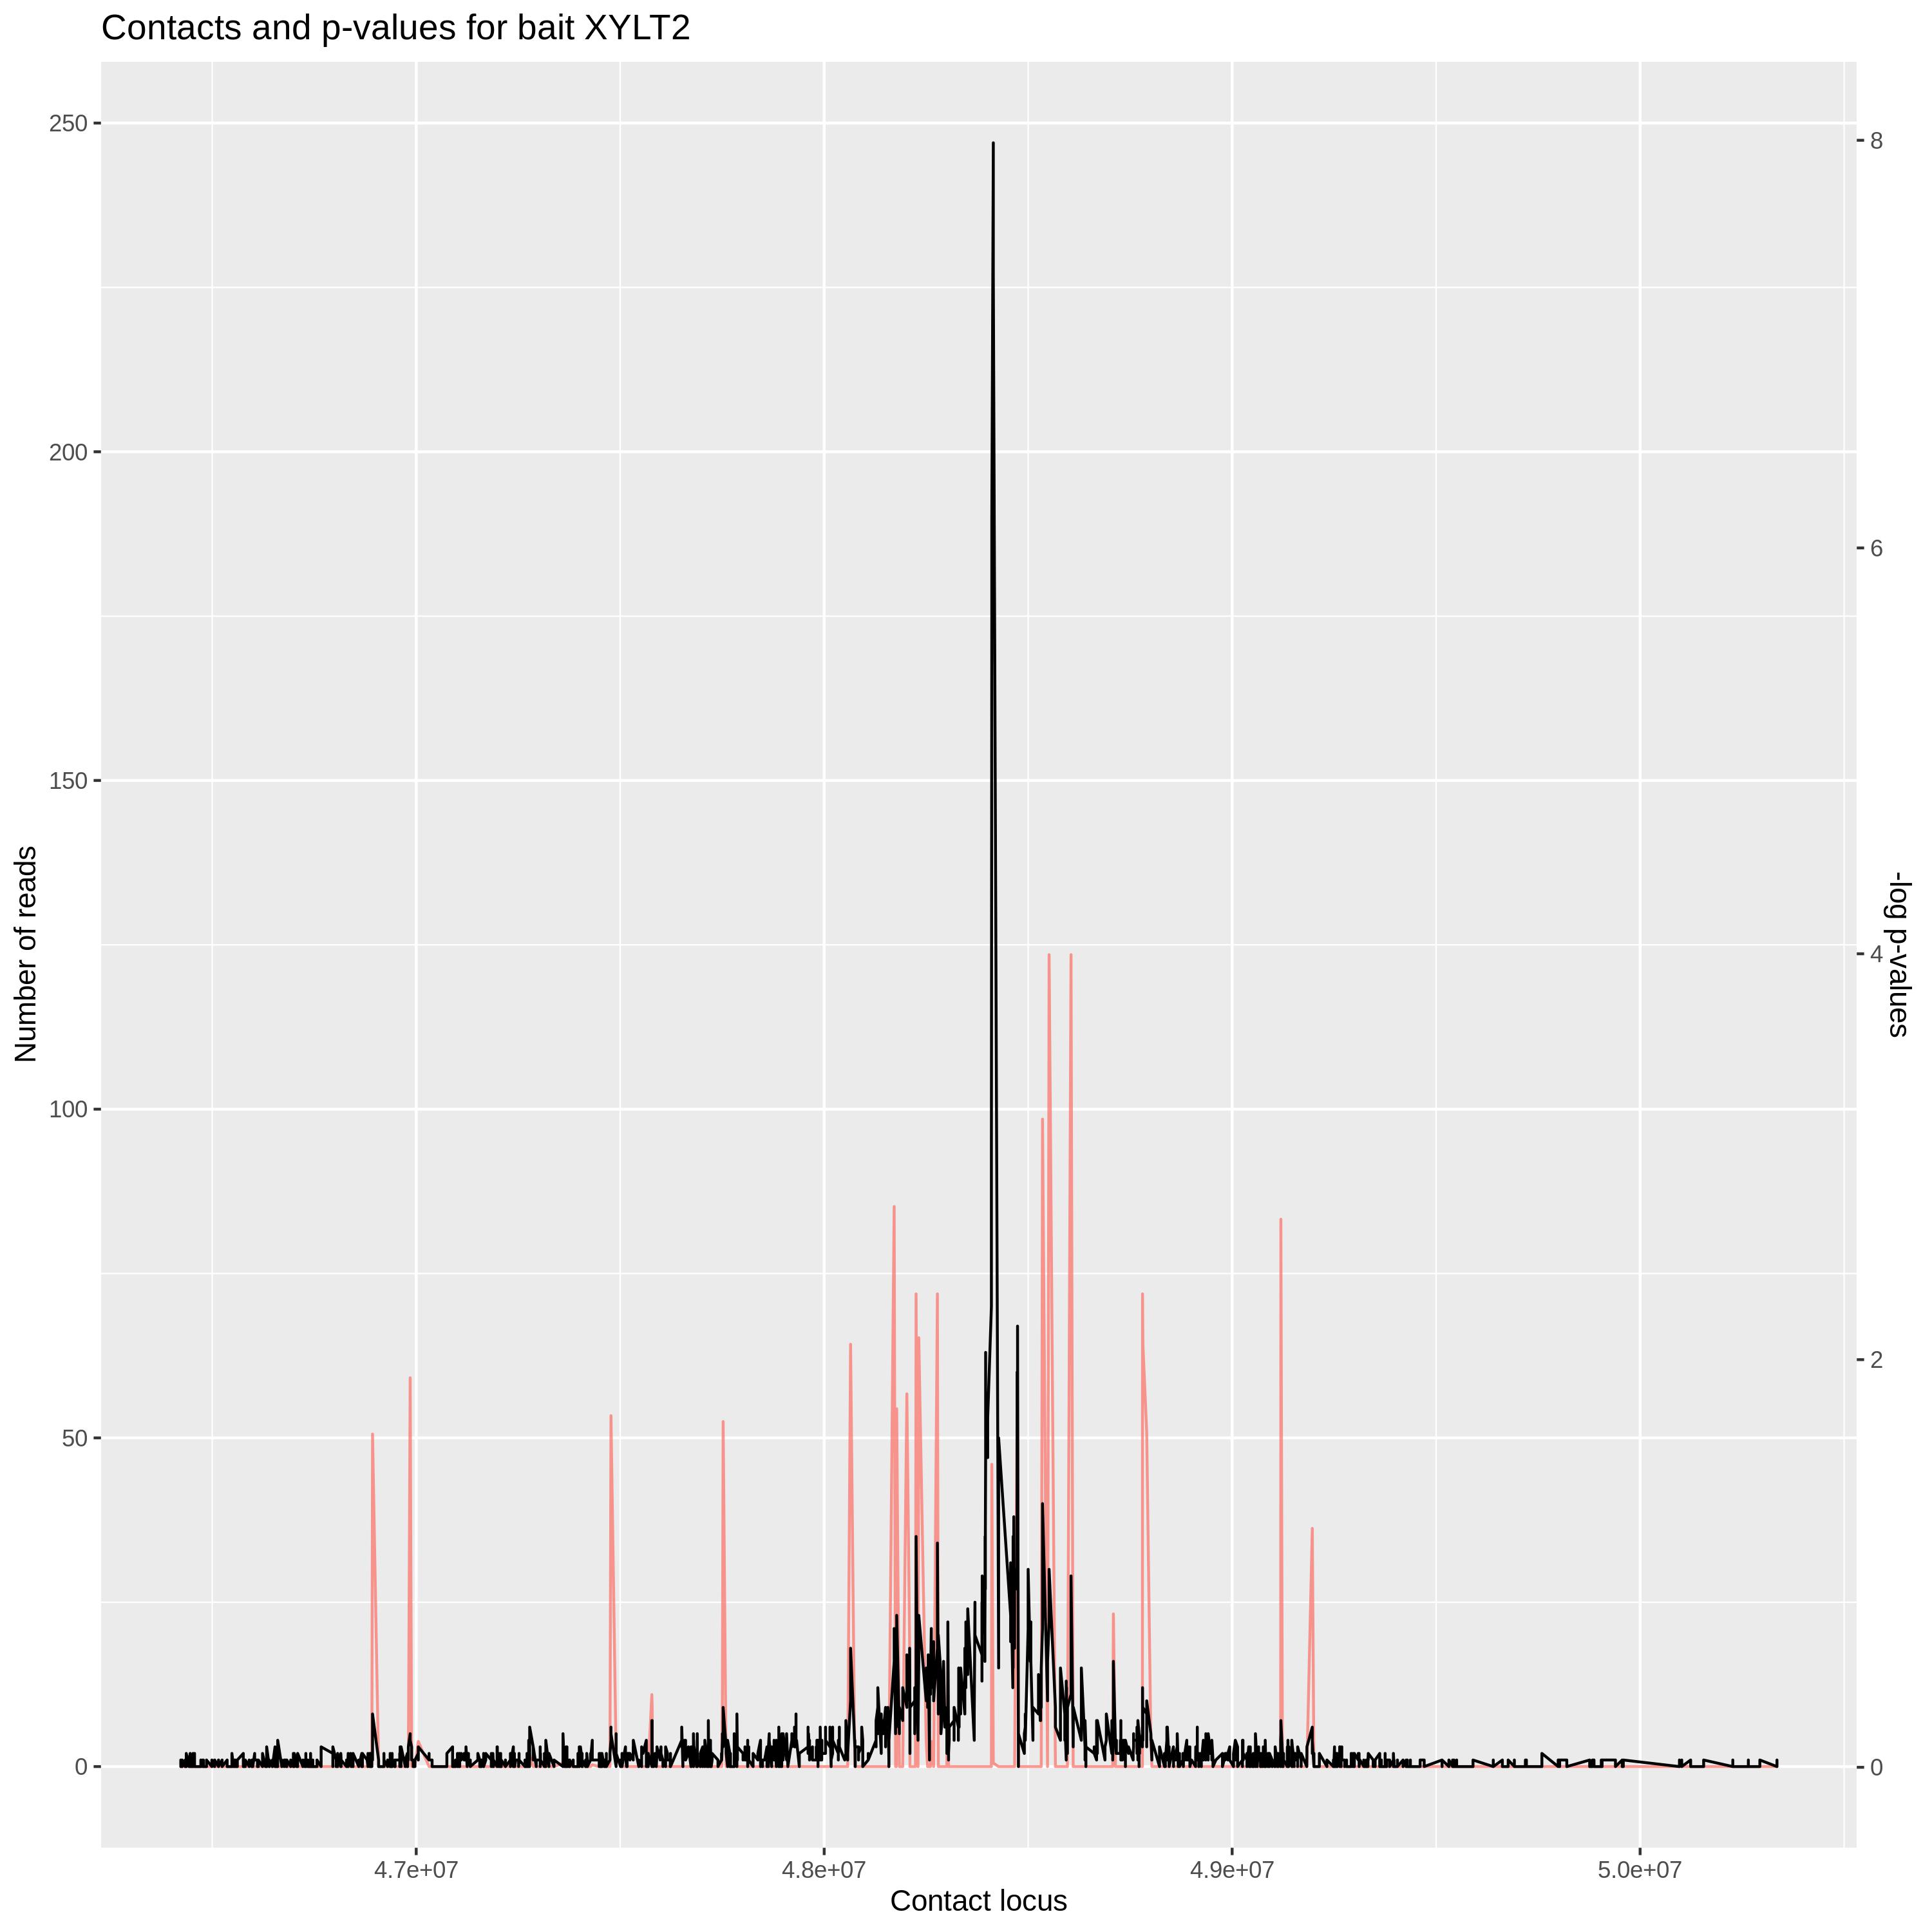 Contacts and p-values for bait XYLT2
250
200
150
100
50
0
Number of reads
8
6
4
2
0
-log p-values
4.7e+07 4.8e+07 4.9e+07 5.0e+07
Contact locus